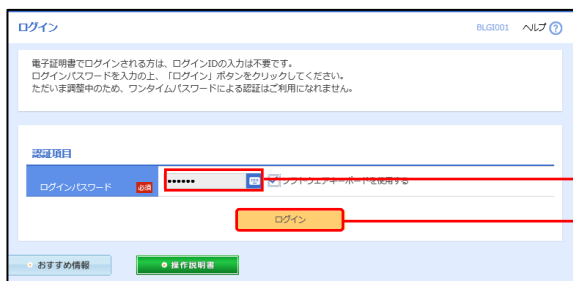 ログイン
BLGI001 ヘルプ ?
電子証明書でログインされる方は、ログインIDの入力は不要です。
ログインパスワードを入力の上、「ログイン」ボタンをクリックしてください。
ただいま調整中のため、ワンタイムパスワードによる認証はご利用になれません。
認証項目
ログインパスワード 必須 •••••• ソフトウェアキーボードを使用する
ログイン
おすすめ情報 操作説明書